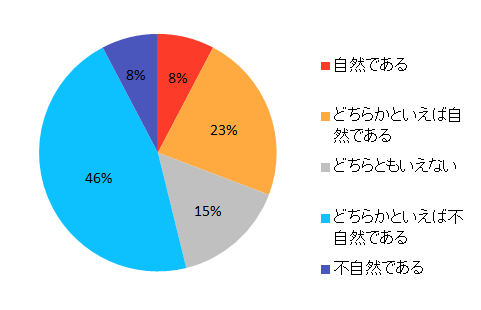 8%
8%
23%
15%
46%
自然である
どちらかといえば自
然である
どちらともいえない
どちらかといえば不
自然である
不自然である